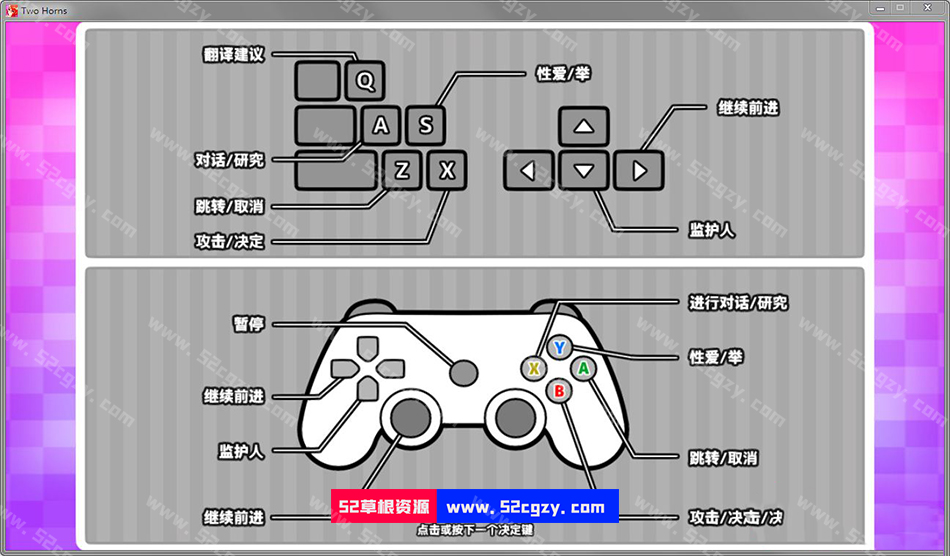 Two Horns
翻译建议
Q
性爱/举
继续前进
A
S
对话/研究
Z
X
跳转/取消
监护人
攻击/决定
进行对话/研究
暂停
Y
性爱/举
X
A
B
继续前进
监护人
跳转/取消
52草根资源 www.52cgzy.com
继续前进
攻击/决击/决
点击或按下一个决定键
www.52cgzy.com